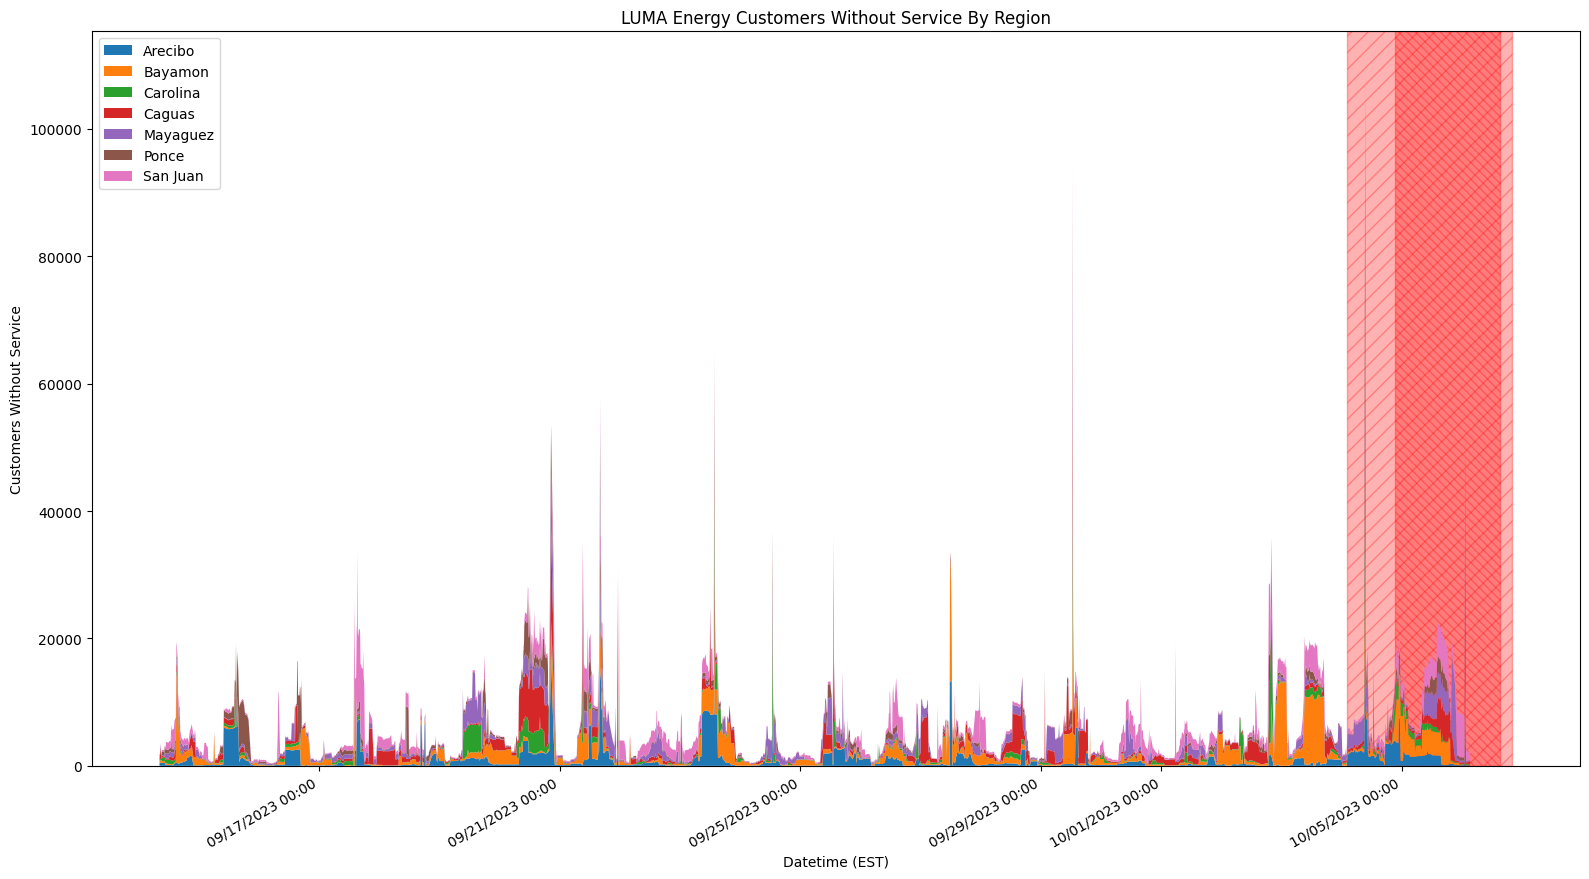 LUMA Energy Customers Without Service By Region
Arecibo
Bayamon
Carolina
Caguas
Mayaguez
Ponce
San Juan
100000
80000
60000
40000
20000
0
Customers Without Service
09/17/2023 00:00
09/21/2023 00:00
09/25/2023 00:00
09/29/2023 00:00
10/01/2023 00:00
10/05/2023 00:00
Datetime (EST)